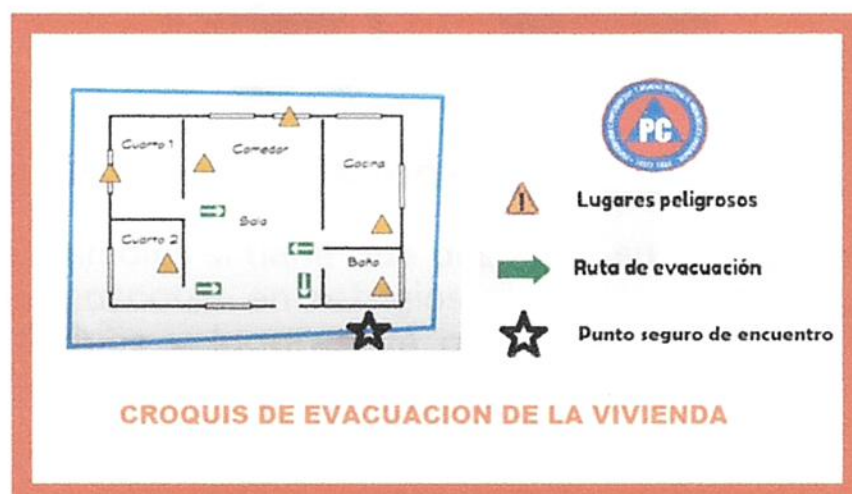 Cuarto 1
Comedor
Cocina
Sala
Cuarto 2
Baño
PC
Lugares peligrosos
Ruta de evacuación
Punto seguro de encuentro
CROQUIS DE EVACUACION DE LA VIVIENDA